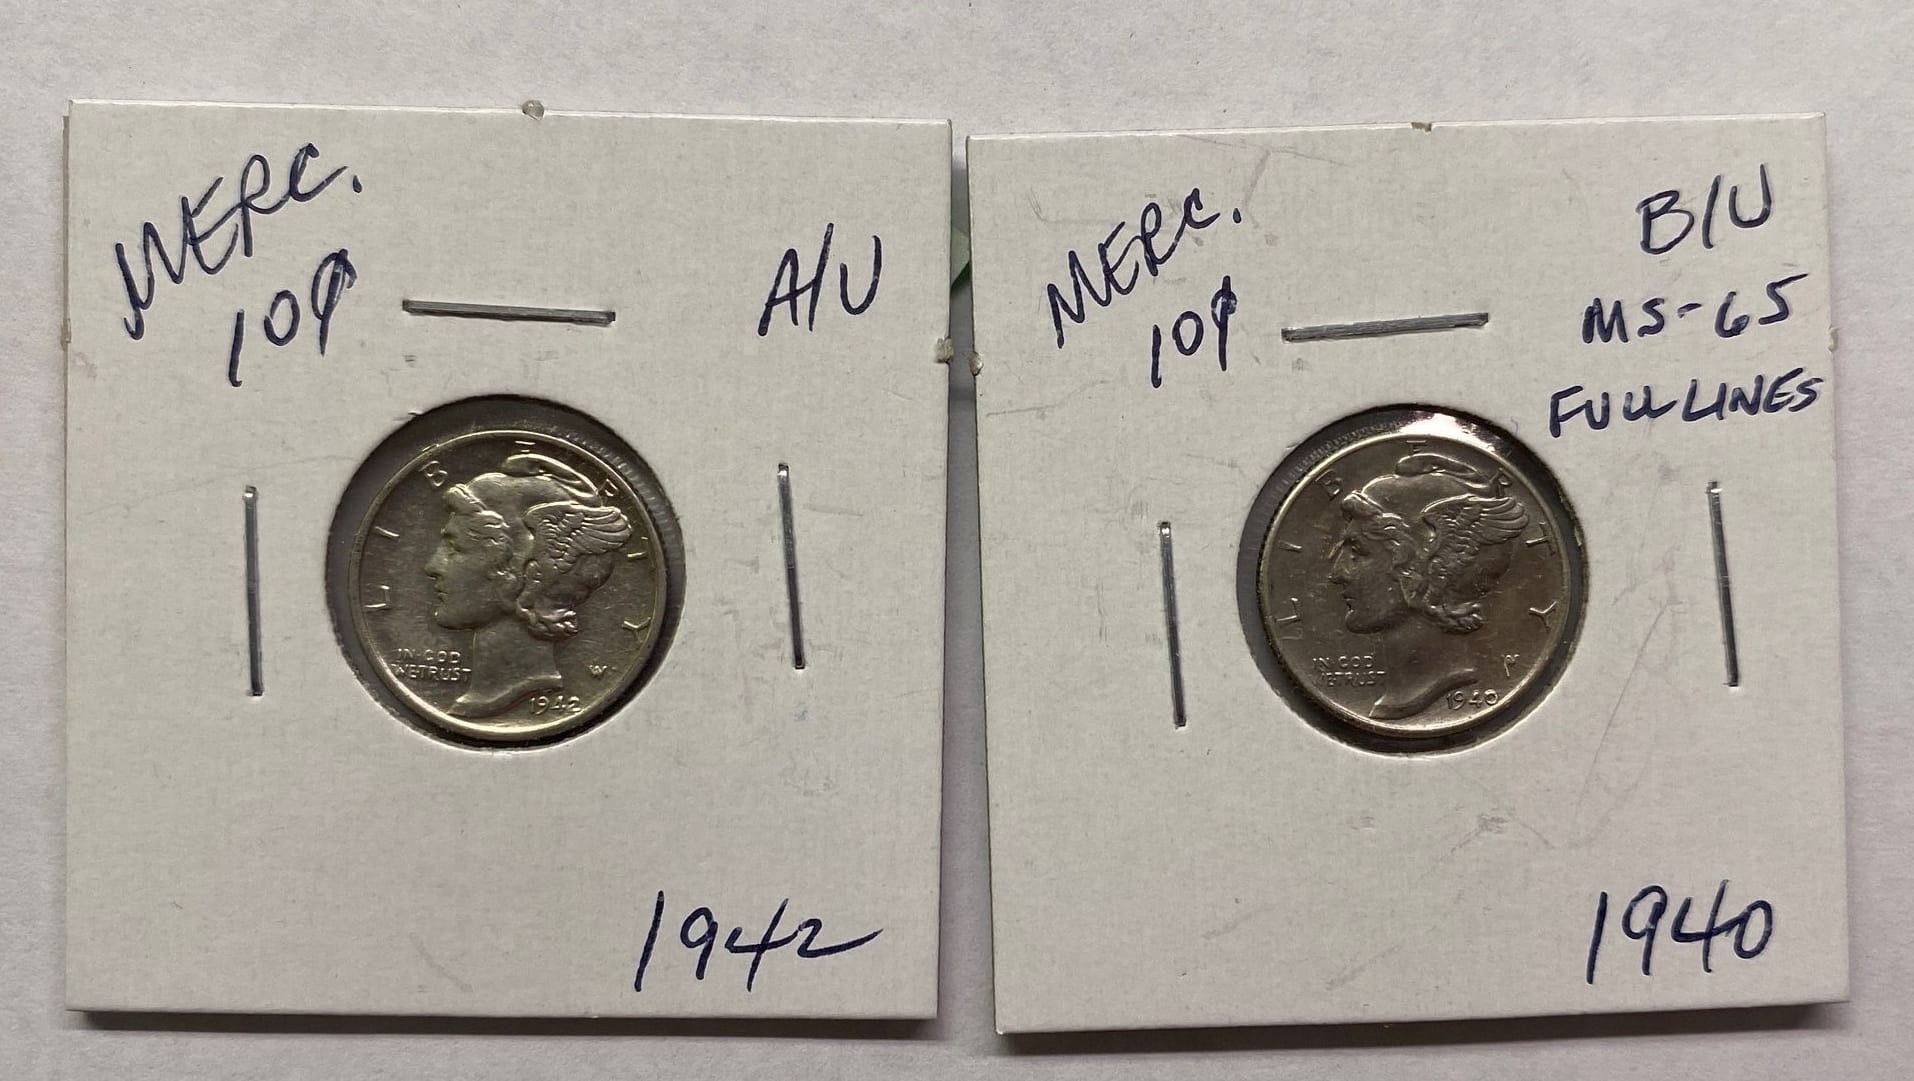 MERC.
10¢
A/U
LIBERTY
IN GOD
WE TRUST
W
1942
1942
MERC.
10¢
B/U
MS-65
FULL LINES
LIBERTY
IN GOD
WE TRUST
1940
1940